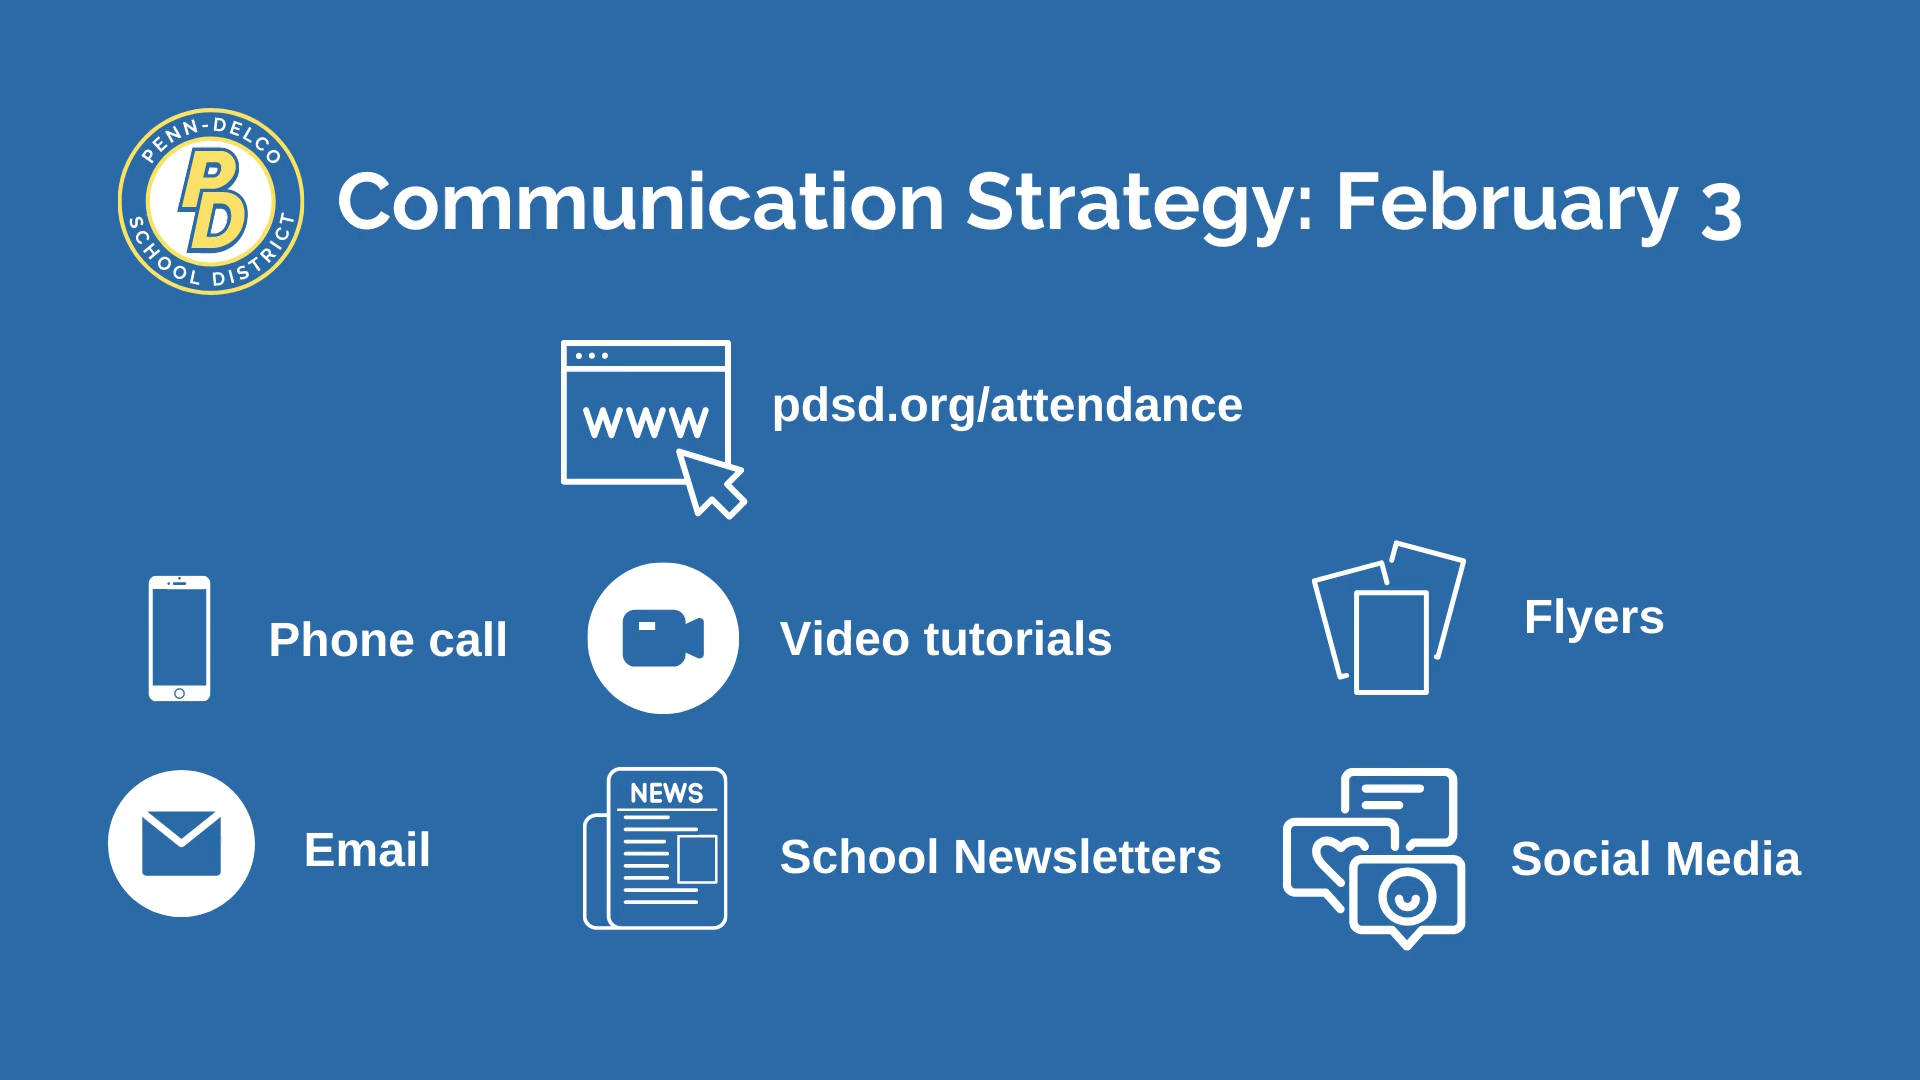 PENN-DELCO
PD
SCHOOL DISTRICT
Communication Strategy: February 3
www
pdsd.org/attendance
Phone call
Video tutorials
Flyers
Email
NEWS
School Newsletters
Social Media